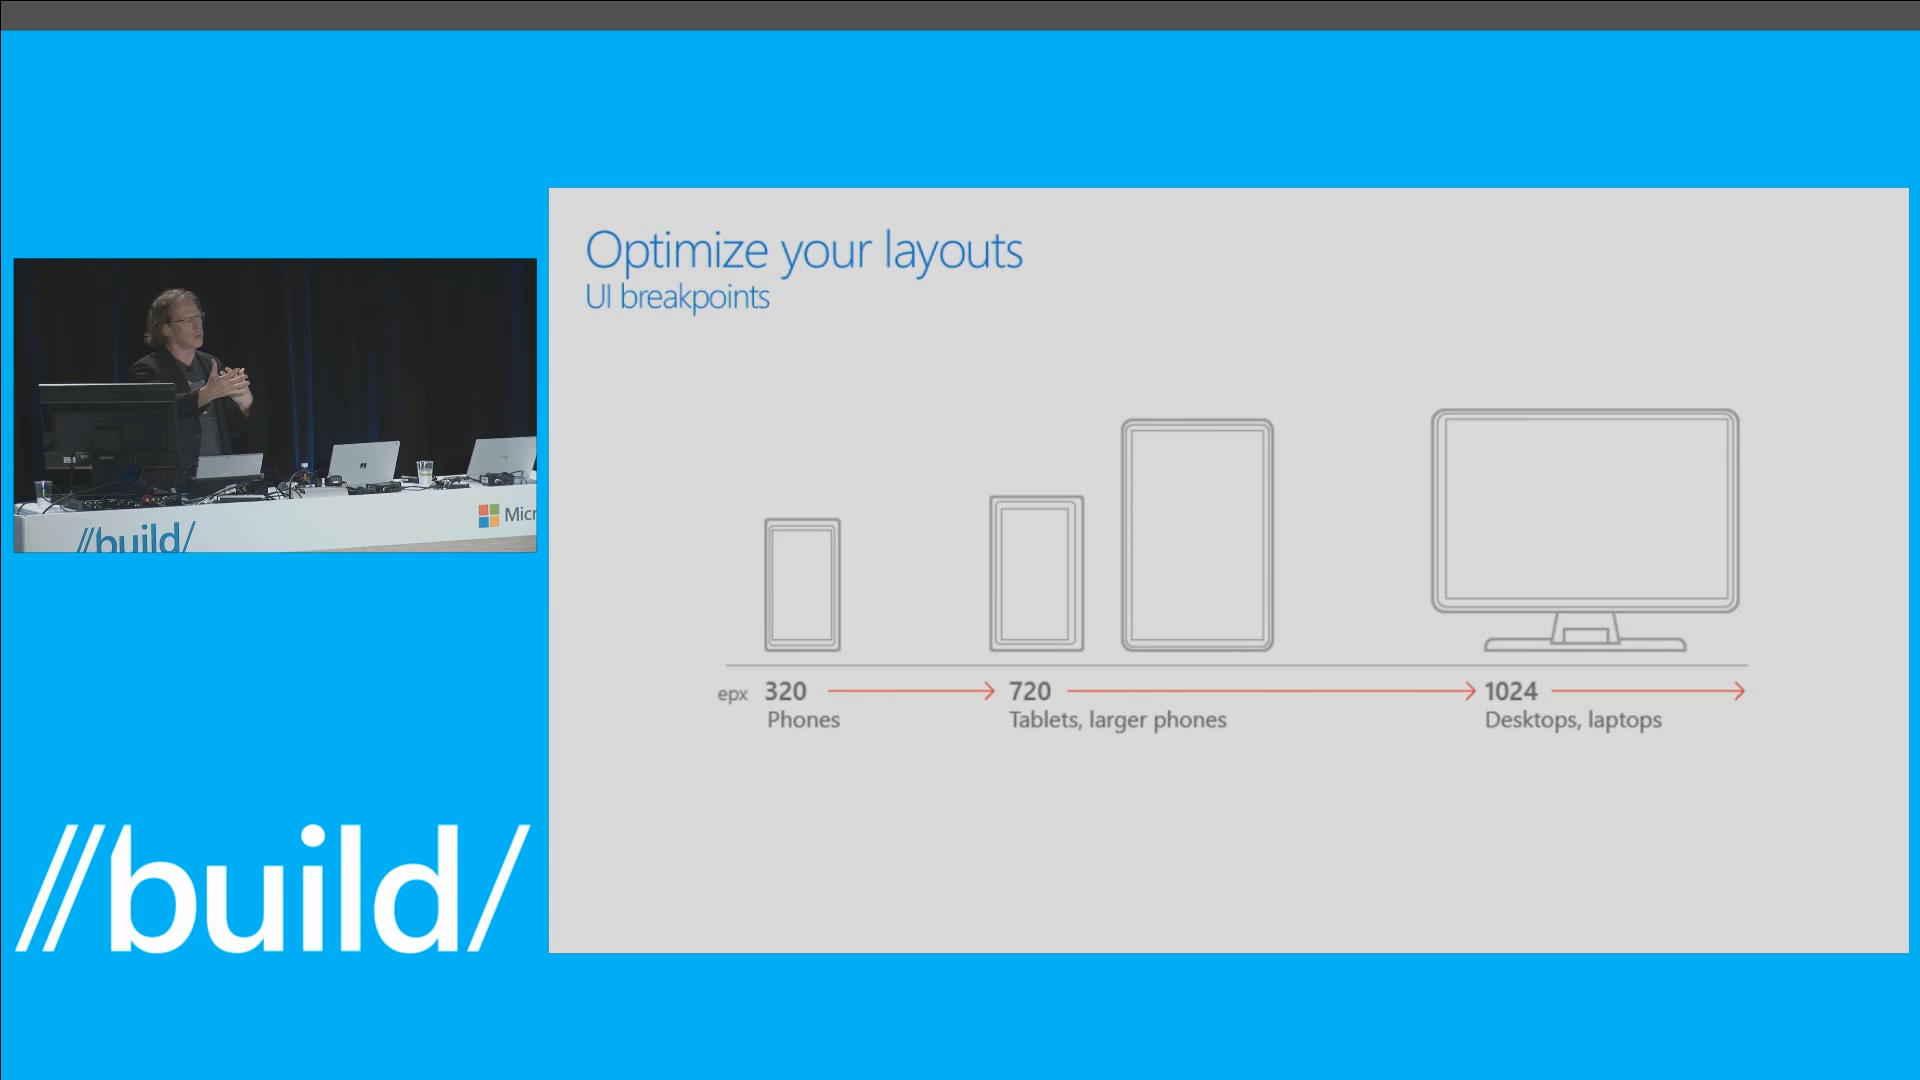 Optimize your layouts
UI breakpoints
epx 320 720 1024
Phones Tablets, larger phones Desktops, laptops
//build/
Micr
//build/